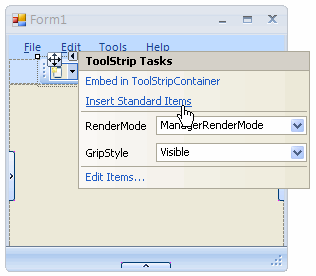 Form1
File Edit Tools Help
ToolStrip Tasks
Embed in ToolStripContainer
Insert Standard Items
RenderMode ManagerRenderMode
GripStyle Visible
Edit Items...